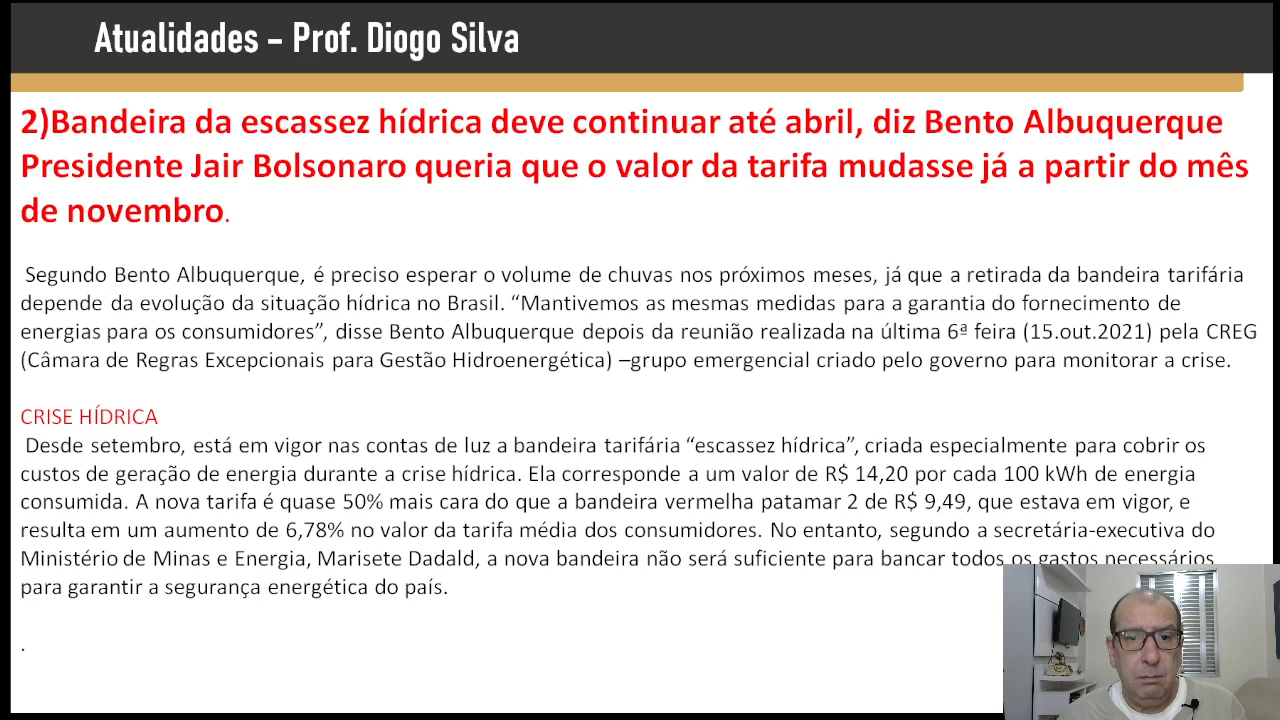 Atualidades – Prof. Diogo Silva
2)Bandeira da escassez hídrica deve continuar até abril, diz Bento Albuquerque
Presidente Jair Bolsonaro queria que o valor da tarifa mudasse já a partir do mês
de novembro.
Segundo Bento Albuquerque, é preciso esperar o volume de chuvas nos próximos meses, já que a retirada da bandeira tarifária
depende da evolução da situação hídrica no Brasil. “Mantivemos as mesmas medidas para a garantia do fornecimento de
energias para os consumidores”, disse Bento Albuquerque depois da reunião realizada na última 6ª feira (15.out.2021) pela CREG
(Câmara de Regras Excepcionais para Gestão Hidroenergética) –grupo emergencial criado pelo governo para monitorar a crise.
CRISE HÍDRICA
Desde setembro, está em vigor nas contas de luz a bandeira tarifária “escassez hídrica”, criada especialmente para cobrir os
custos de geração de energia durante a crise hídrica. Ela corresponde a um valor de R$ 14,20 por cada 100 kWh de energia
consumida. A nova tarifa é quase 50% mais cara do que a bandeira vermelha patamar 2 de R$ 9,49, que estava em vigor, e
resulta em um aumento de 6,78% no valor da tarifa média dos consumidores. No entanto, segundo a secretária-executiva do
Ministério de Minas e Energia, Marisete Dadald, a nova bandeira não será suficiente para bancar todos os gastos necessários
para garantir a segurança energética do país.
.